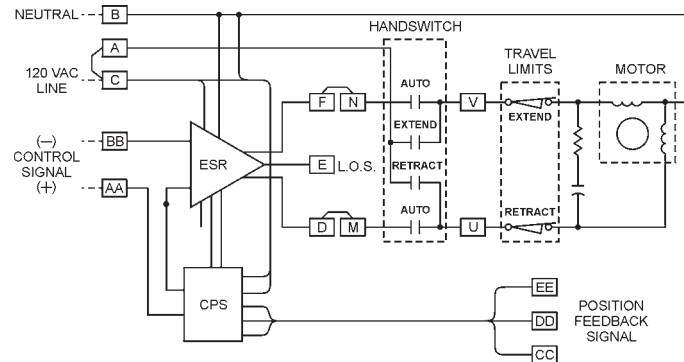 NEUTRAL B
HANDSWITCH
A
120 VAC
LINE
C
TRAVEL
LIMITS
MOTOR
AUTO
F N
V
EXTEND
EXTEND
(−) BB
CONTROL
SIGNAL
(+) AA
ESR
E L.O.S.
RETRACT
AUTO
RETRACT
D M
U
CPS
EE
DD
CC
POSITION
FEEDBACK
SIGNAL